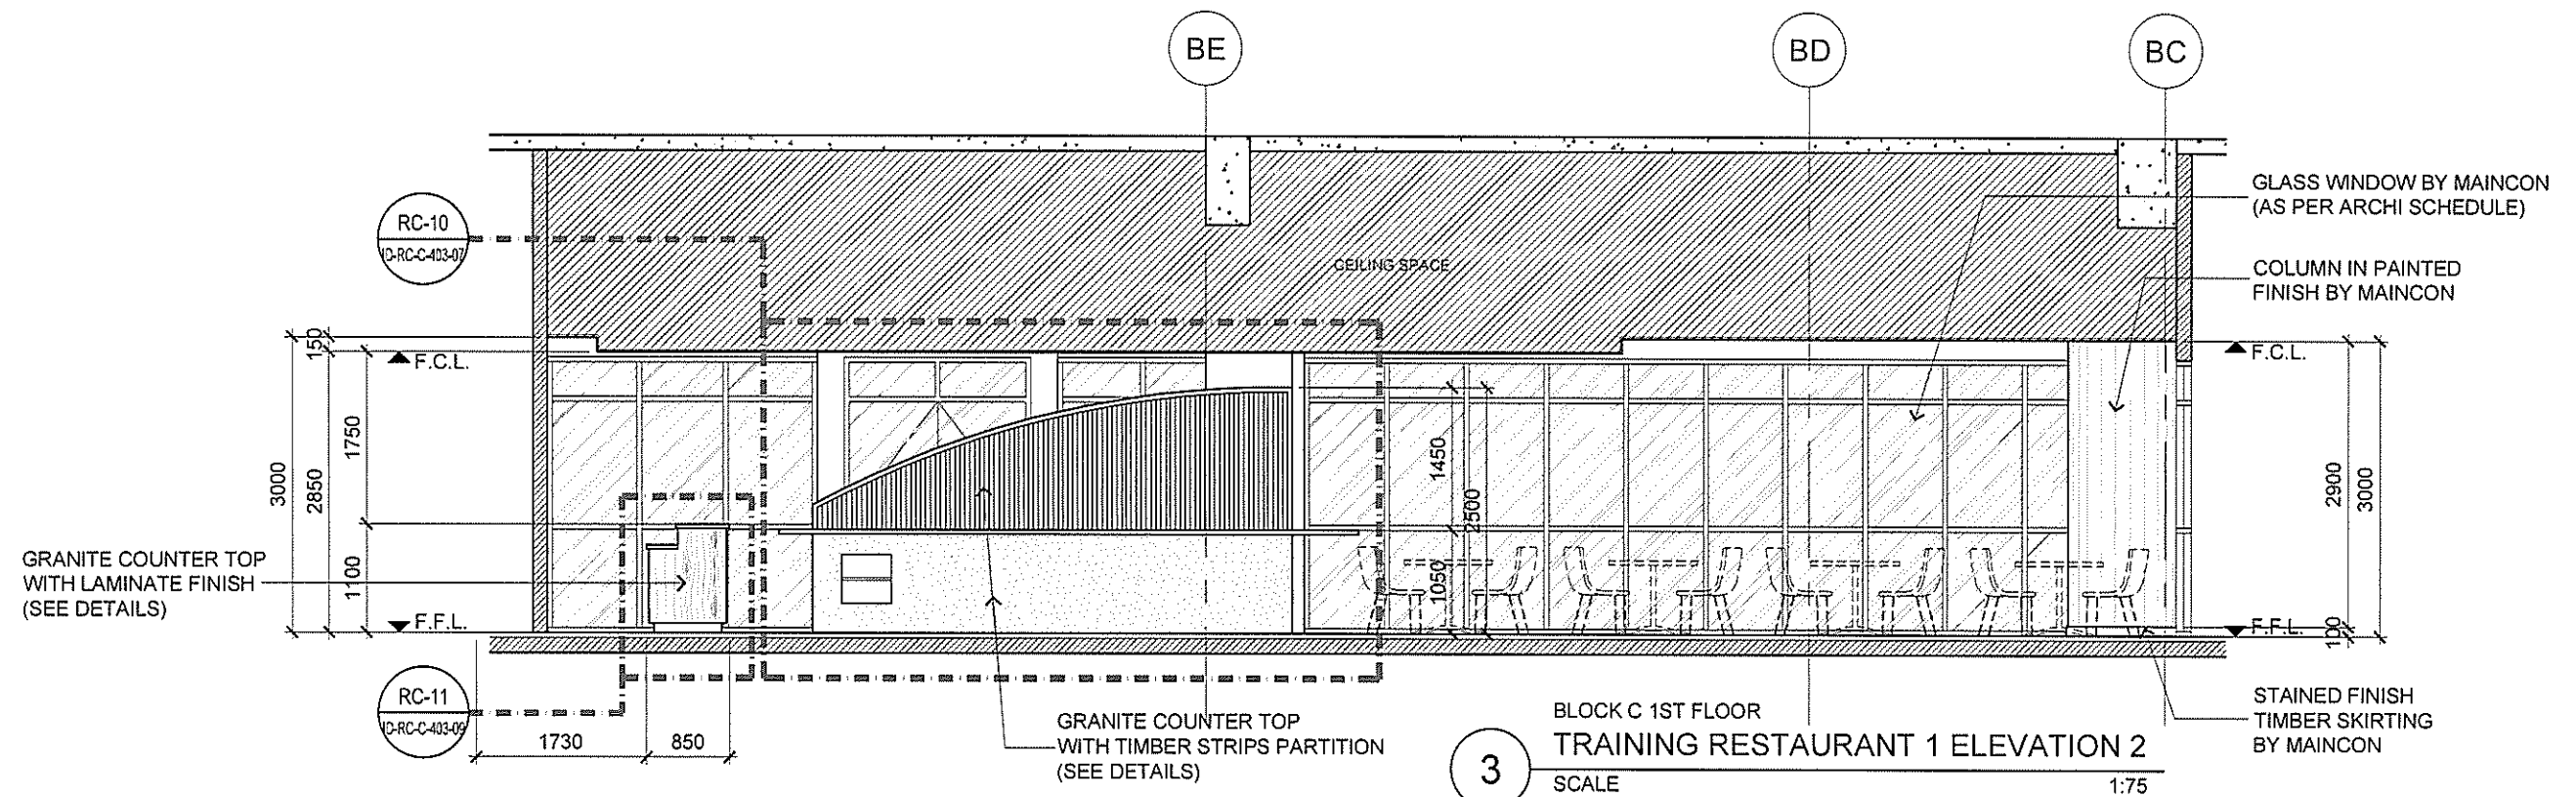 BE
BD
BC
RC-10
ID-RC-C-403-07
CEILING SPACE
GLASS WINDOW BY MAINCON
(AS PER ARCHI SCHEDULE)
COLUMN IN PAINTED
FINISH BY MAINCON
150
F.C.L.
F.C.L.
3000
2850
1750
1100
1450
2500
1050
2900
3000
100
GRANITE COUNTER TOP
WITH LAMINATE FINISH
(SEE DETAILS)
F.F.L.
F.F.L.
RC-11
ID-RC-C-403-09
1730
850
GRANITE COUNTER TOP
WITH TIMBER STRIPS PARTITION
(SEE DETAILS)
STAINED FINISH
TIMBER SKIRTING
BY MAINCON
3
BLOCK C 1ST FLOOR
TRAINING RESTAURANT 1 ELEVATION 2
SCALE 1:75